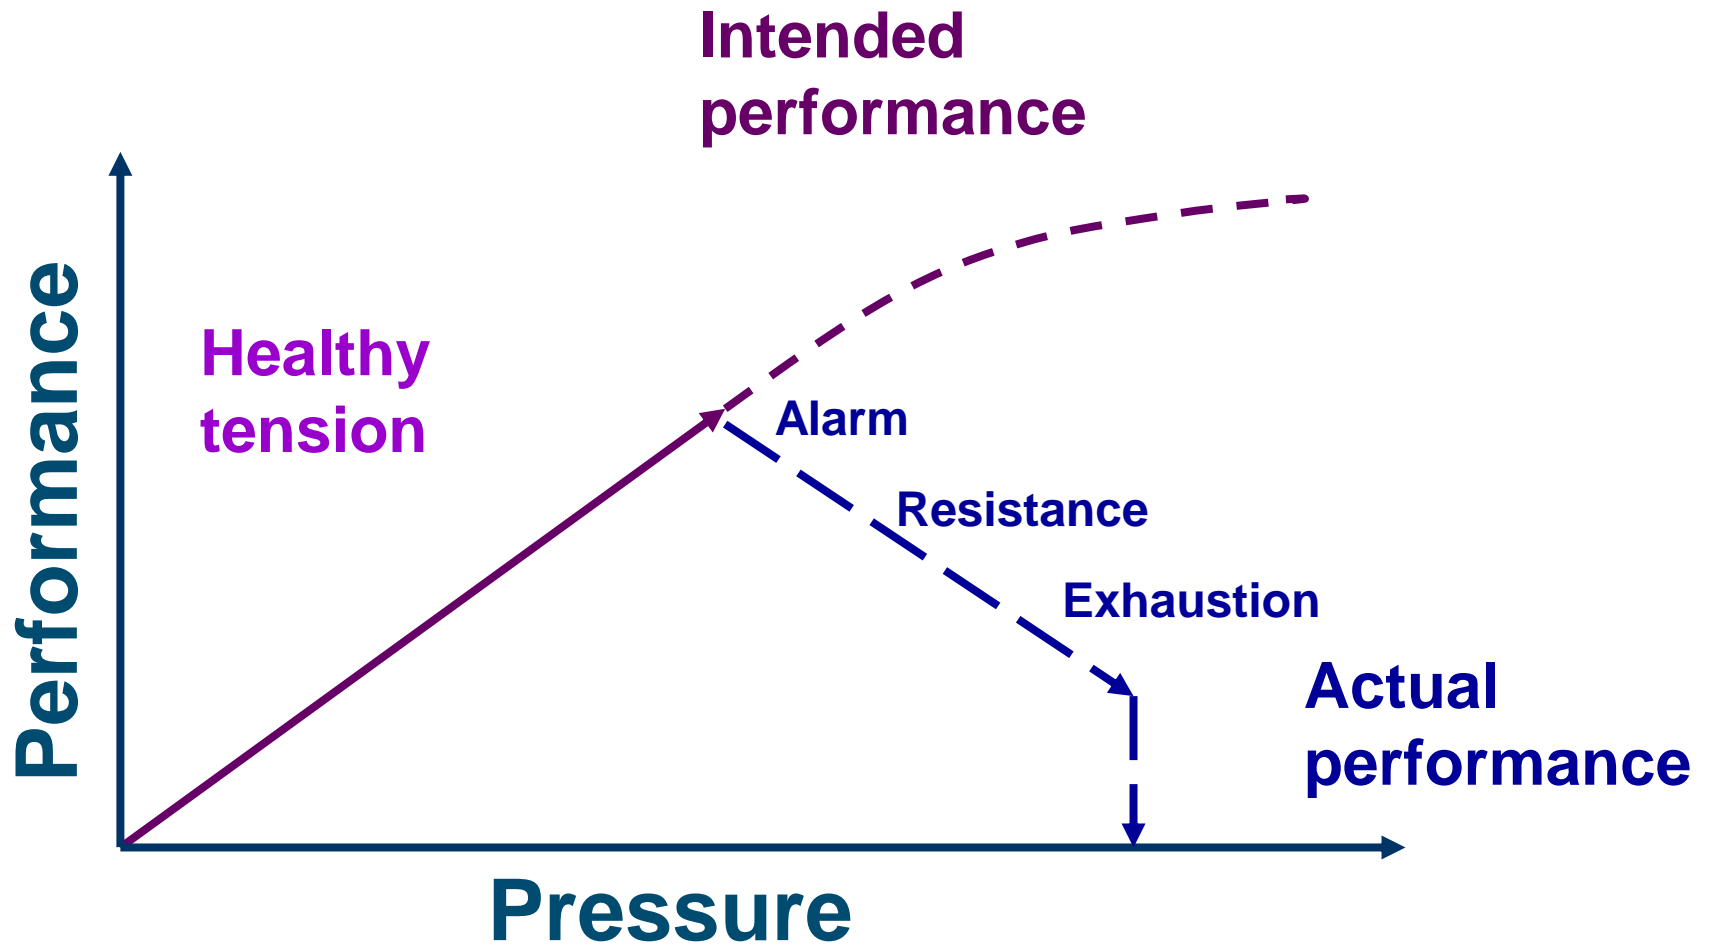 Intended
performance
Performance
Healthy
tension
Alarm
Resistance
Exhaustion
Actual
performance
Pressure